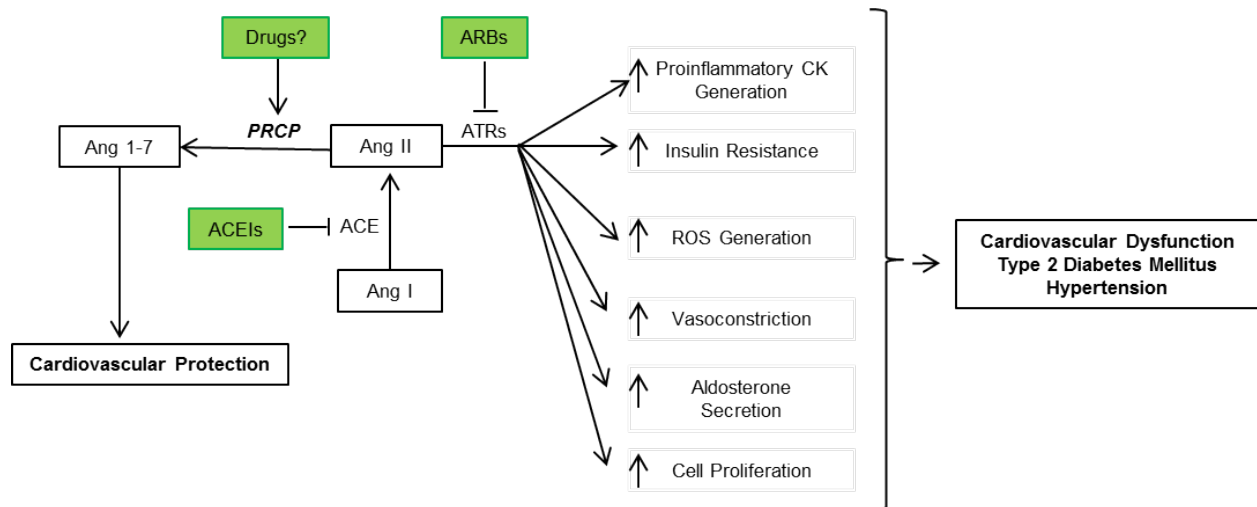 Drugs?
ARBs
PRCP
ATRs
Ang 1-7
Ang II
ACEIs
ACE
Ang I
Cardiovascular Protection
Proinflammatory CK
Generation
Insulin Resistance
ROS Generation
Vasoconstriction
Aldosterone
Secretion
Cell Proliferation
Cardiovascular Dysfunction
Type 2 Diabetes Mellitus
Hypertension